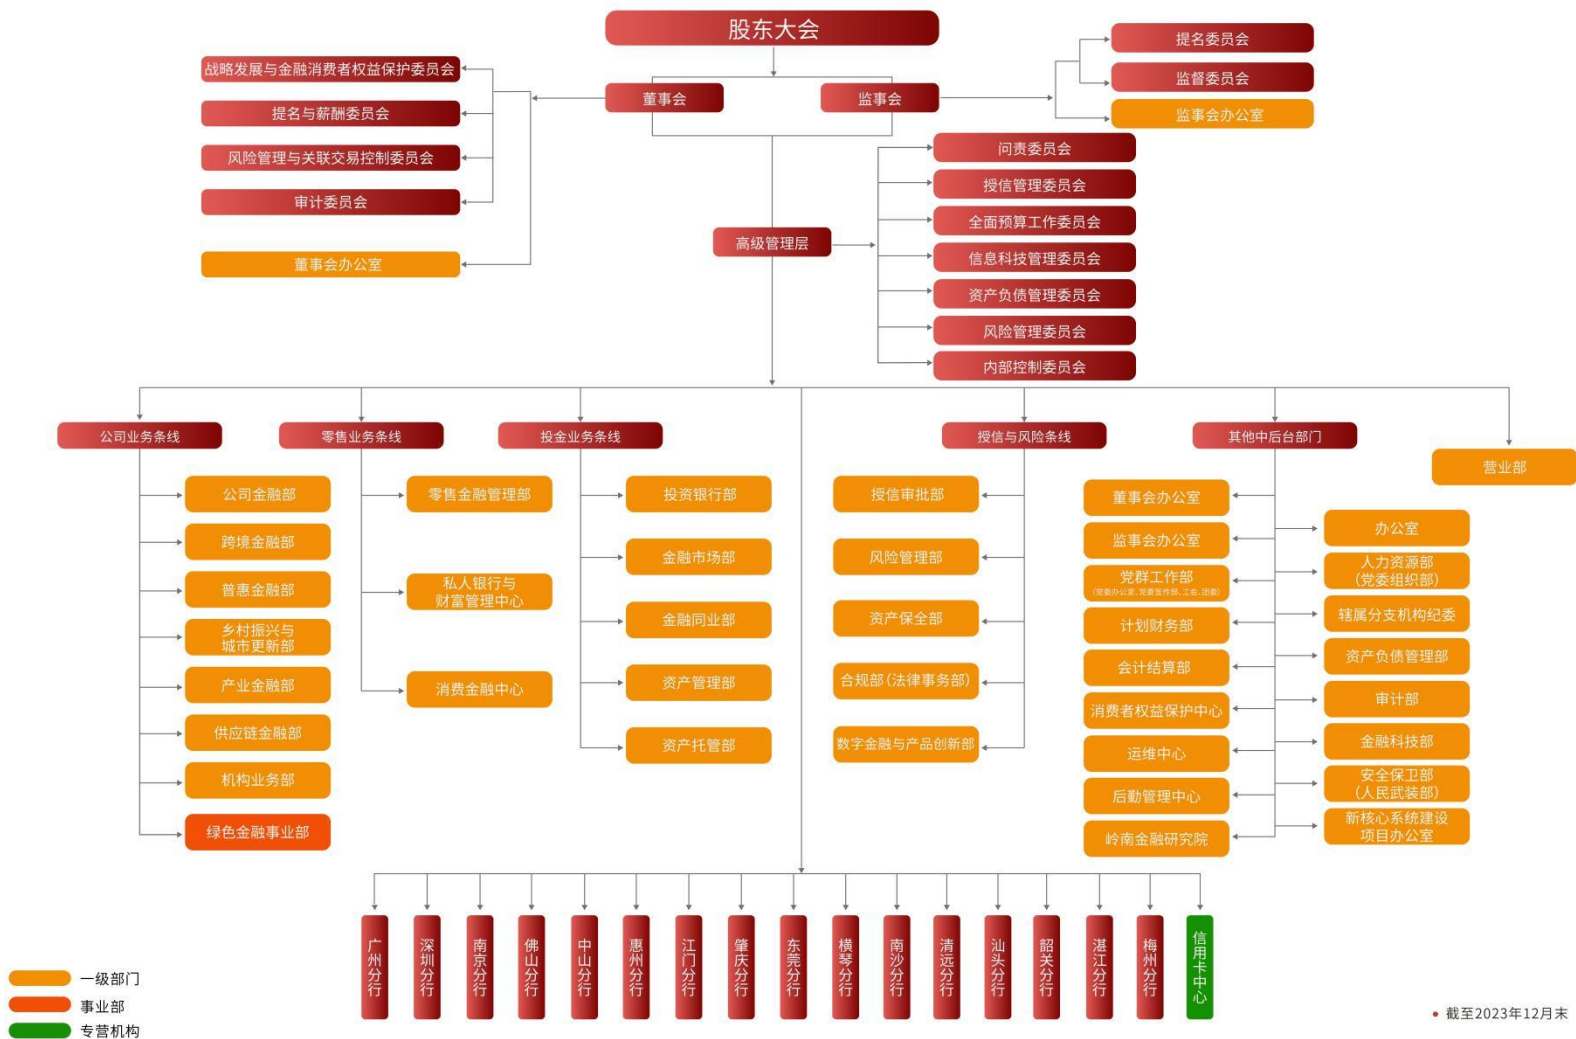 股东大会
董事会
监事会
战略发展与金融消费者权益保护委员会
提名与薪酬委员会
风险管理与关联交易控制委员会
审计委员会
董事会办公室
提名委员会
监督委员会
监事会办公室
高级管理层
问责委员会
授信管理委员会
全面预算工作委员会
信息科技管理委员会
资产负债管理委员会
风险管理委员会
内部控制委员会
公司业务条线
公司金融部
跨境金融部
普惠金融部
乡村振兴与
城市更新部
产业金融部
供应链金融部
机构业务部
绿色金融事业部
零售业务条线
零售金融管理部
私人银行与
财富管理中心
消费金融中心
投金业务条线
投资银行部
金融市场部
金融同业部
资产管理部
资产托管部
授信与风险条线
授信审批部
风险管理部
资产保全部
合规部(法律事务部)
数字金融与产品创新部
其他中后台部门
董事会办公室
监事会办公室
党群工作部
(党委办公室、党委宣传部、工会、团委)
计划财务部
会计结算部
消费者权益保护中心
运维中心
后勤管理中心
岭南金融研究院
办公室
人力资源部
(党委组织部)
辖属分支机构纪委
资产负债管理部
审计部
金融科技部
安全保卫部
(人民武装部)
新核心系统建设
项目办公室
营业部
广州分行
深圳分行
南京分行
佛山分行
中山分行
惠州分行
江门分行
肇庆分行
东莞分行
横琴分行
南沙分行
清远分行
汕头分行
韶关分行
湛江分行
梅州分行
信用卡中心
一级部门
事业部
专营机构
• 截至2023年12月末